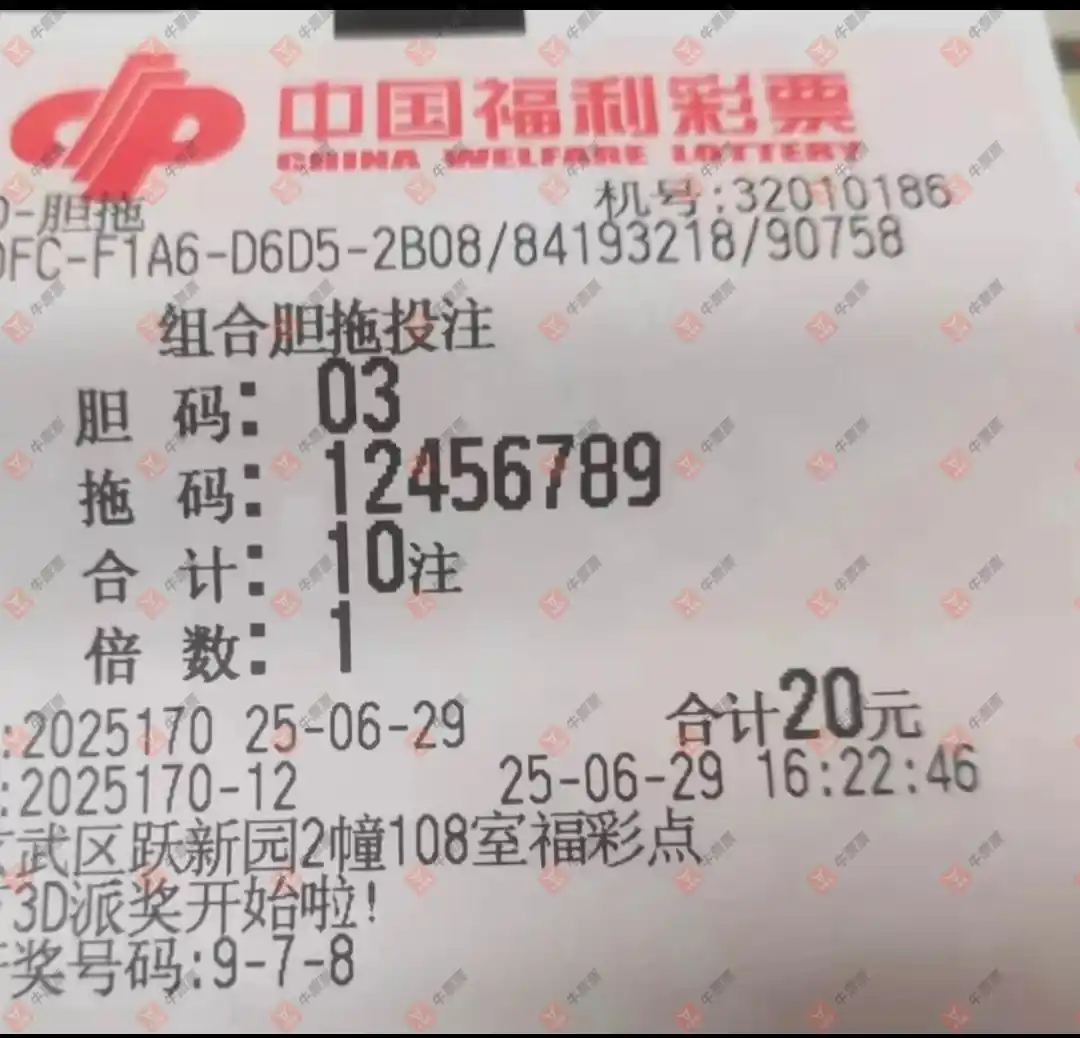 中国福利彩票
CHINA WELFARE LOTTERY
D-胆拖 机号:32010186
DFC-F1A6-D6D5-2B08/84193218/90758
组合胆拖投注
胆 码: 03
拖 码: 12456789
合 计: 10注
倍 数: 1
:2025170 25-06-29 合计20元
:2025170-12 25-06-29 16:22:46
武区跃新园2幢108室福彩点
3D派奖开始啦!
奖号码:9-7-8
牛票票